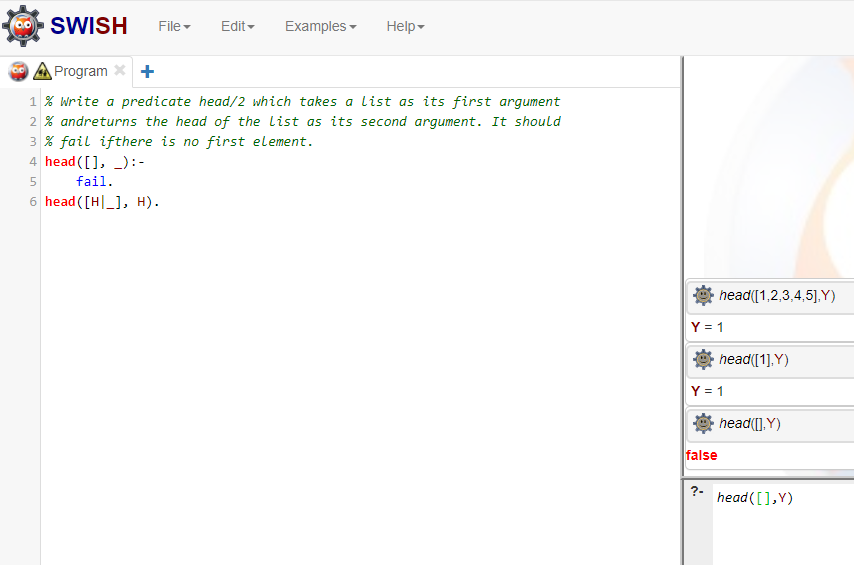 SWISH File Edit Examples Help
Program
1 % Write a predicate head/2 which takes a list as its first argument
2 % andreturns the head of the list as its second argument. It should
3 % fail ifthere is no first element.
4 head([], _):-
5 fail.
6 head([H|_], H).
head([1,2,3,4,5],Y)
Y = 1
head([1],Y)
Y = 1
head([],Y)
false
?- head([],Y)